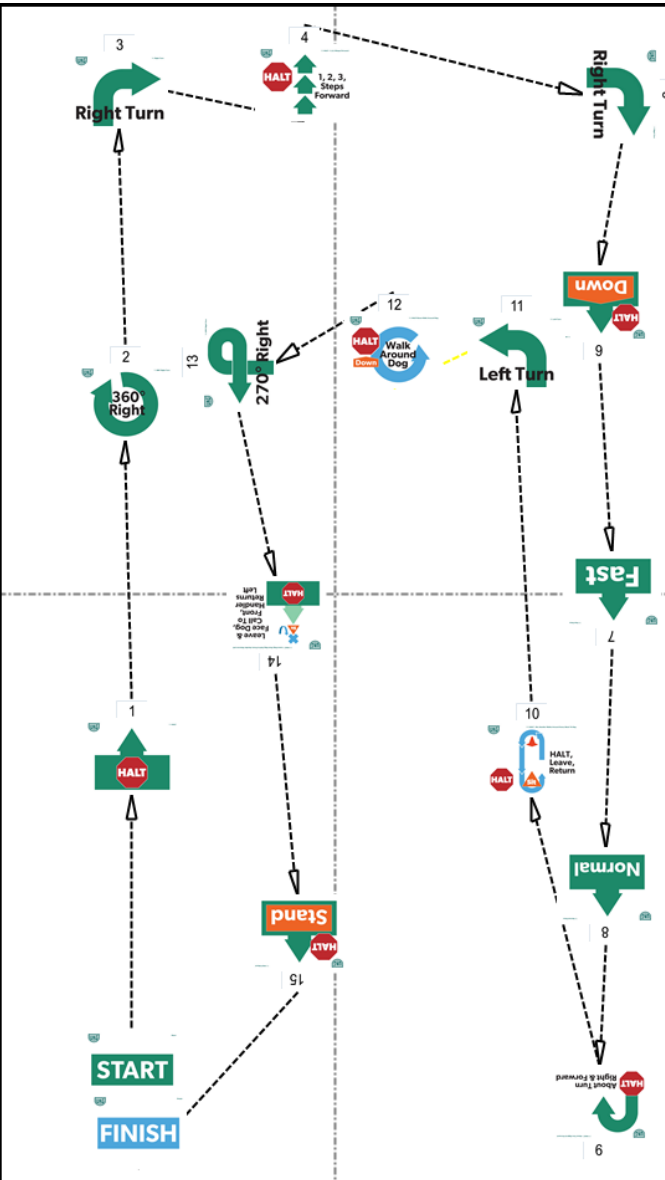 3
Right Turn
4
HALT
1, 2, 3,
Steps
Forward
Right Turn
Down
HALT
6
2
360°
Right
13
270° Right
12
HALT
Down
Walk
Around
Dog
11
Left Turn
Fast
7
HALT
Leave &
Face Dog,
Call To
Front,
Handler
Returns
Left
14
1
HALT
10
HALT
HALT,
Leave,
Return
Normal
8
Stand
HALT
15
START
FINISH
HALT
About Turn
Right & Forward
9